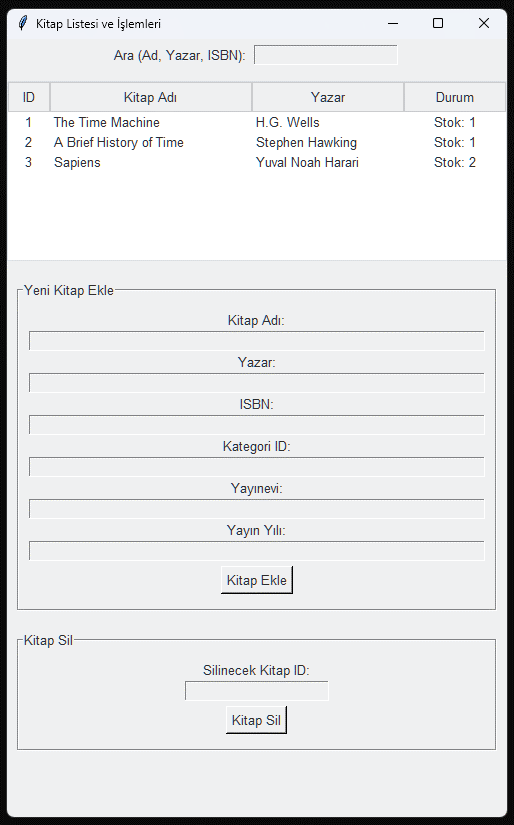 Kitap Listesi ve İşlemleri
Ara (Ad, Yazar, ISBN):
ID Kitap Adı Yazar Durum
1 The Time Machine H.G. Wells Stok: 1
2 A Brief History of Time Stephen Hawking Stok: 1
3 Sapiens Yuval Noah Harari Stok: 2
Yeni Kitap Ekle
Kitap Adı:
Yazar:
ISBN:
Kategori ID:
Yayınevi:
Yayın Yılı:
Kitap Ekle
Kitap Sil
Silinecek Kitap ID:
Kitap Sil